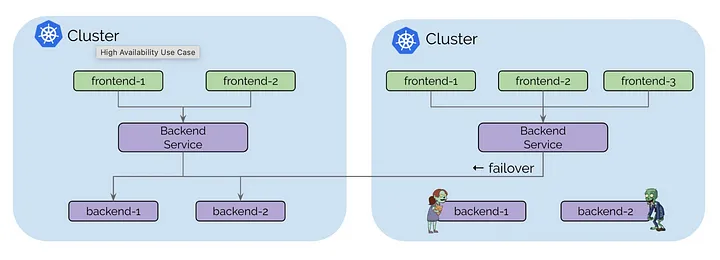 Cluster
High Availability Use Case
frontend-1
frontend-2
Backend
Service
backend-1
backend-2
Cluster
frontend-1
frontend-2
frontend-3
Backend
Service
← failover
backend-1
backend-2